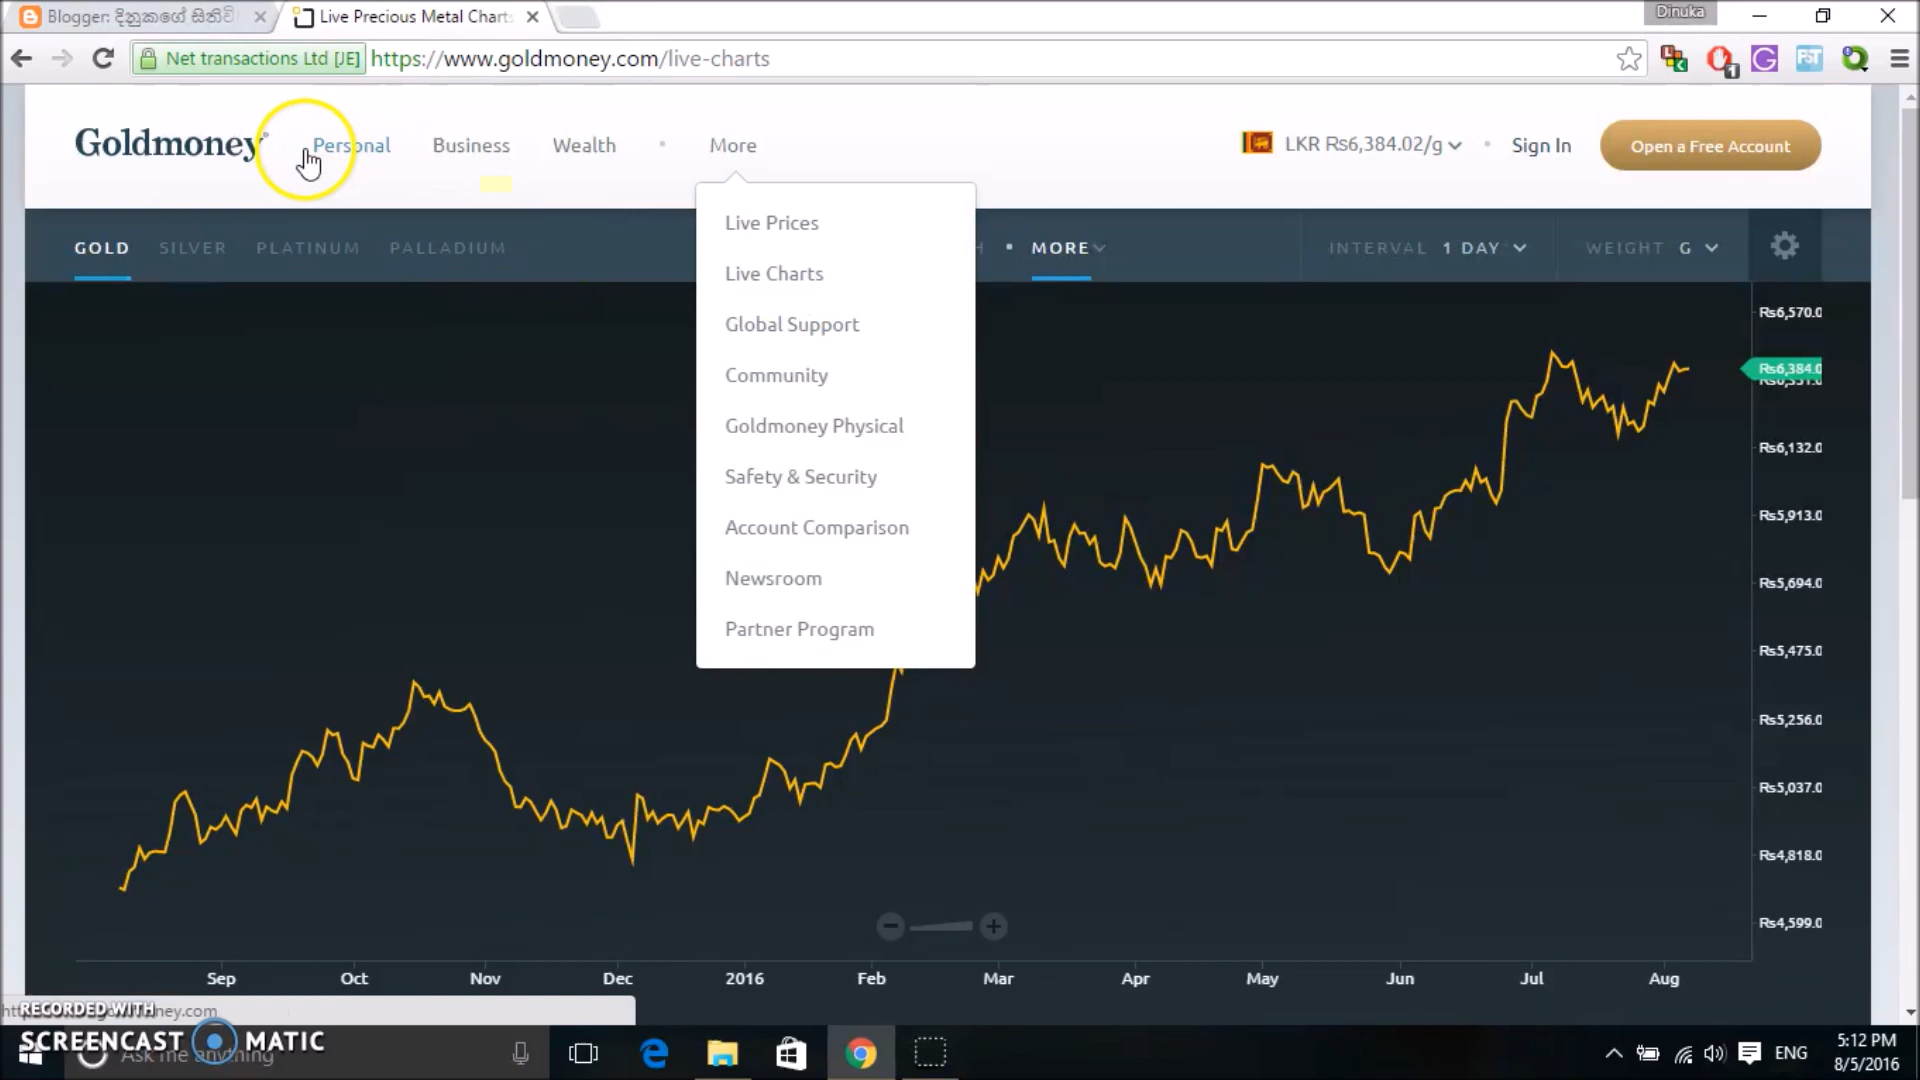 Blogger: දිනුකගේ සිතිවි
Live Precious Metal Charts
Dinuka
Net transactions Ltd [JE] https://www.goldmoney.com/live-charts
Goldmoney
Personal Business Wealth • More
LKR Rs6,384.02/g • Sign In Open a Free Account
GOLD SILVER PLATINUM PALLADIUM
H • MORE INTERVAL 1 DAY WEIGHT G
Live Prices
Live Charts
Global Support
Community
Goldmoney Physical
Safety & Security
Account Comparison
Newsroom
Partner Program
Rs6,570.0
Rs6,384.0
Rs6,132.0
Rs5,913.0
Rs5,694.0
Rs5,475.0
Rs5,256.0
Rs5,037.0
Rs4,818.0
Rs4,599.0
Sep Oct Nov Dec 2016 Feb Mar Apr May Jun Jul Aug
RECORDED WITH
SCREENCAST MATIC
Ask me anything
ENG
5:12 PM
8/5/2016